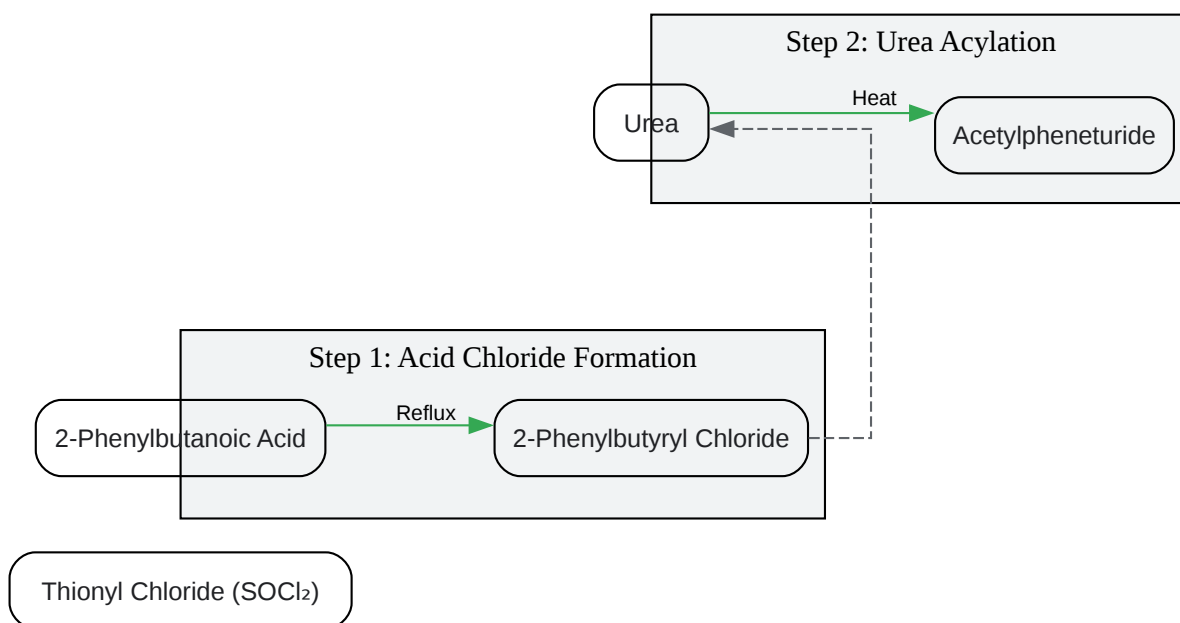 Step 2: Urea Acylation
Heat
Urea
Acetylpheneturide
Step 1: Acid Chloride Formation
Reflux
2-Phenylbutanoic Acid
2-Phenylbutyryl Chloride
Thionyl Chloride (SOCl₂)